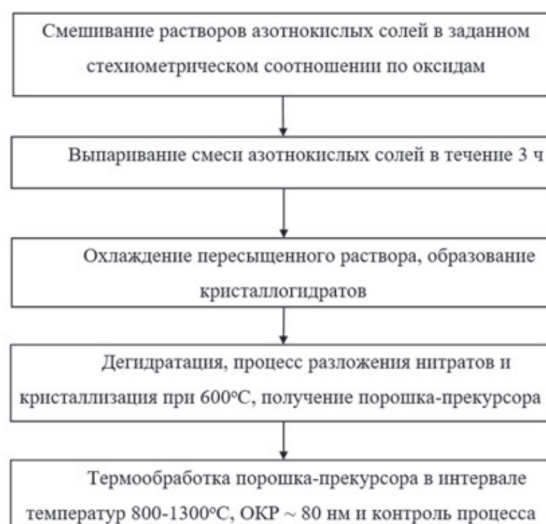 Смешивание растворов азотнокислых солей в заданном
стехиометрическом соотношении по оксидам
Выпаривание смеси азотнокислых солей в течение 3 ч
Охлаждение пересыщенного раствора, образование
кристаллогидратов
Дегидратация, процесс разложения нитратов и
кристаллизация при 600°С, получение порошка-прекурсора
Термообработка порошка-прекурсора в интервале
температур 800-1300°С, ОКР ~ 80 нм и контроль процесса